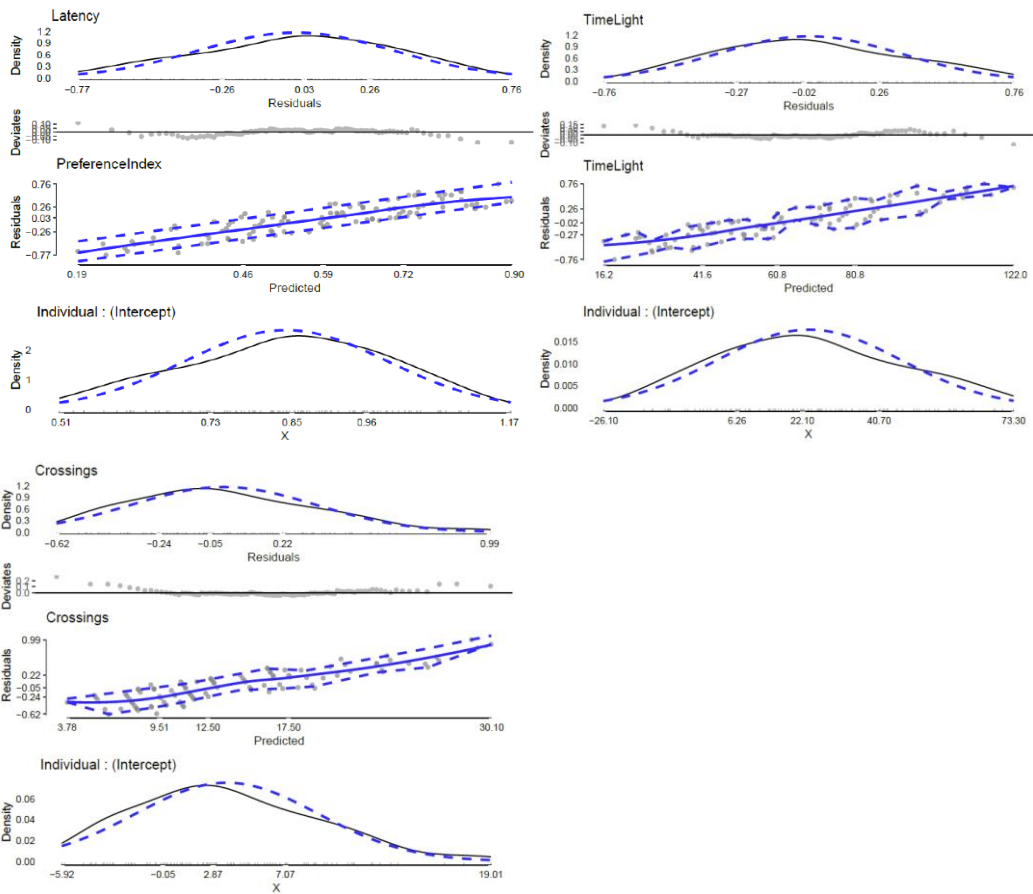 Latency
Density
1.2
0.9
0.6
0.3
0.0
−0.77
−0.26
0.03
0.26
0.76
Residuals
Deviates
PreferenceIndex
Residuals
0.76
0.26
0.03
−0.26
−0.77
0.19
0.46
0.59
0.72
0.90
Predicted
Individual : (Intercept)
Density
2
1
0
0.51
0.73
0.85
0.96
1.17
X
TimeLight
Density
1.2
0.9
0.6
0.3
0.0
−0.76
−0.27
−0.02
0.26
0.76
Residuals
Deviates
TimeLight
Residuals
0.76
0.26
−0.02
−0.27
−0.76
16.2
41.6
60.8
80.8
122.0
Predicted
Individual : (Intercept)
Density
0.015
0.010
0.005
0.000
−26.10
6.26
22.10
40.70
73.30
X
Crossings
Density
1.2
0.9
0.6
0.3
0.0
−0.62
−0.24
−0.05
0.22
0.99
Residuals
Deviates
0.2
0.1
0.0
Crossings
Residuals
0.99
0.22
−0.05
−0.24
−0.62
3.78
9.51
12.50
17.50
30.10
Predicted
Individual : (Intercept)
Density
0.06
0.04
0.02
0.00
−5.92
−0.05
2.87
7.07
19.01
X